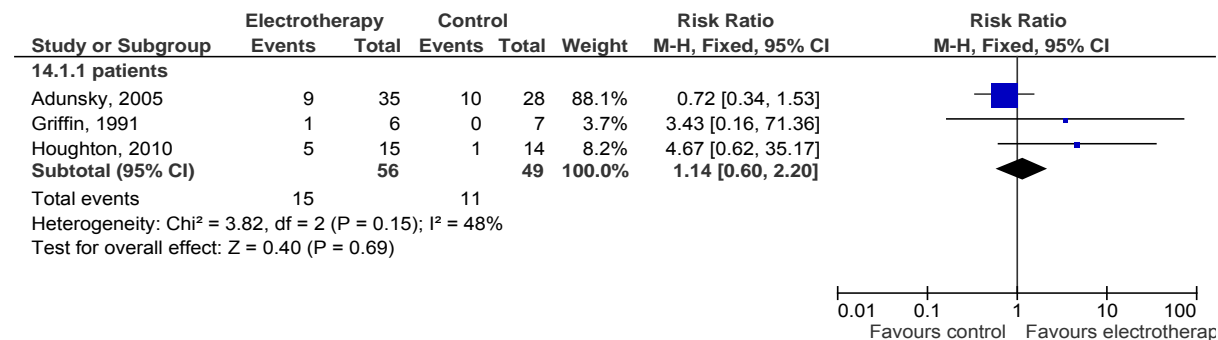 Electrotherapy Control Risk Ratio Risk Ratio
Study or Subgroup Events Total Events Total Weight M-H, Fixed, 95% CI M-H, Fixed, 95% CI
14.1.1 patients
Adunsky, 2005 9 35 10 28 88.1% 0.72 [0.34, 1.53]
Griffin, 1991 1 6 0 7 3.7% 3.43 [0.16, 71.36]
Houghton, 2010 5 15 1 14 8.2% 4.67 [0.62, 35.17]
Subtotal (95% CI) 56 49 100.0% 1.14 [0.60, 2.20]
Total events 15 11
Heterogeneity: Chi² = 3.82, df = 2 (P = 0.15); I² = 48%
Test for overall effect: Z = 0.40 (P = 0.69)
0.01 0.1 1 10 100
Favours control Favours electrotherap